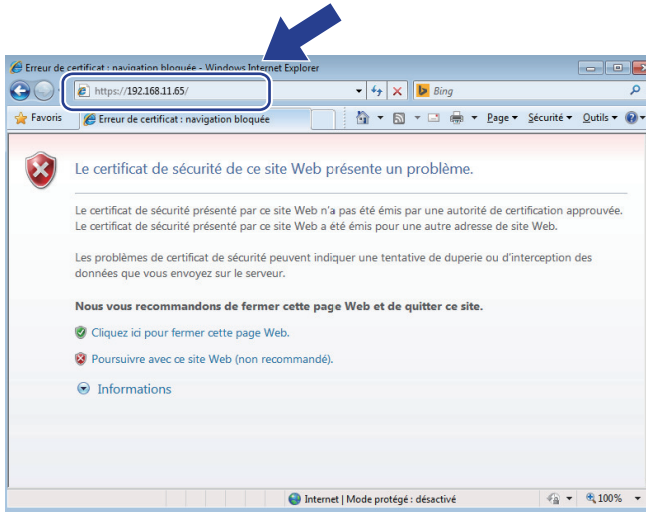 Erreur de certificat : navigation bloquée - Windows Internet Explorer
https://192.168.11.65/
Bing
Favoris
Erreur de certificat : navigation bloquée
Page
Sécurité
Outils
Le certificat de sécurité de ce site Web présente un problème.
Le certificat de sécurité présenté par ce site Web n'a pas été émis par une autorité de certification approuvée.
Le certificat de sécurité présenté par ce site Web a été émis pour une autre adresse de site Web.
Les problèmes de certificat de sécurité peuvent indiquer une tentative de duperie ou d'interception des
données que vous envoyez sur le serveur.
Nous vous recommandons de fermer cette page Web et de quitter ce site.
Cliquez ici pour fermer cette page Web.
Poursuivre avec ce site Web (non recommandé).
Informations
Internet | Mode protégé : désactivé
100%